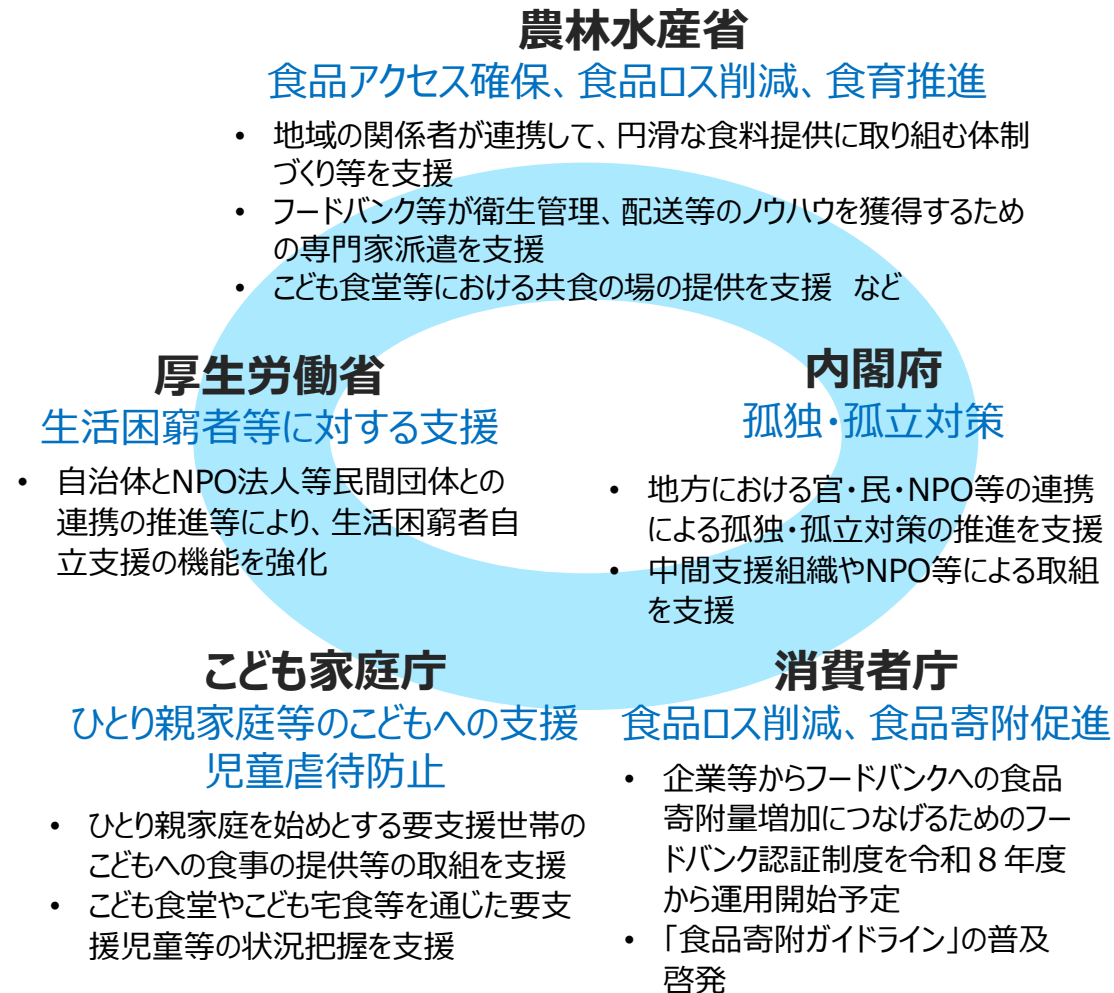 農林水産省
食品アクセス確保、食品ロス削減、食育推進
• 地域の関係者が連携して、円滑な食料提供に取り組む体制
づくり等を支援
• フードバンク等が衛生管理、配送等のノウハウを獲得するため
の専門家派遣を支援
• こども食堂等における共食の場の提供を支援 など
厚生労働省
生活困窮者等に対する支援
• 自治体とNPO法人等民間団体との
連携の推進等により、生活困窮者自
立支援の機能を強化
内閣府
孤独・孤立対策
• 地方における官・民・NPO等の連携
による孤独・孤立対策の推進を支援
• 中間支援組織やNPO等による取組
を支援
こども家庭庁
ひとり親家庭等のこどもへの支援
児童虐待防止
• ひとり親家庭を始めとする要支援世帯の
こどもへの食事の提供等の取組を支援
• こども食堂やこども宅食等を通じた要支
援児童等の状況把握を支援
消費者庁
食品ロス削減、食品寄附促進
• 企業等からフードバンクへの食品
寄附量増加につなげるためのフー
ドバンク認証制度を令和８年度
から運用開始予定
• 「食品寄附ガイドライン」の普及
啓発